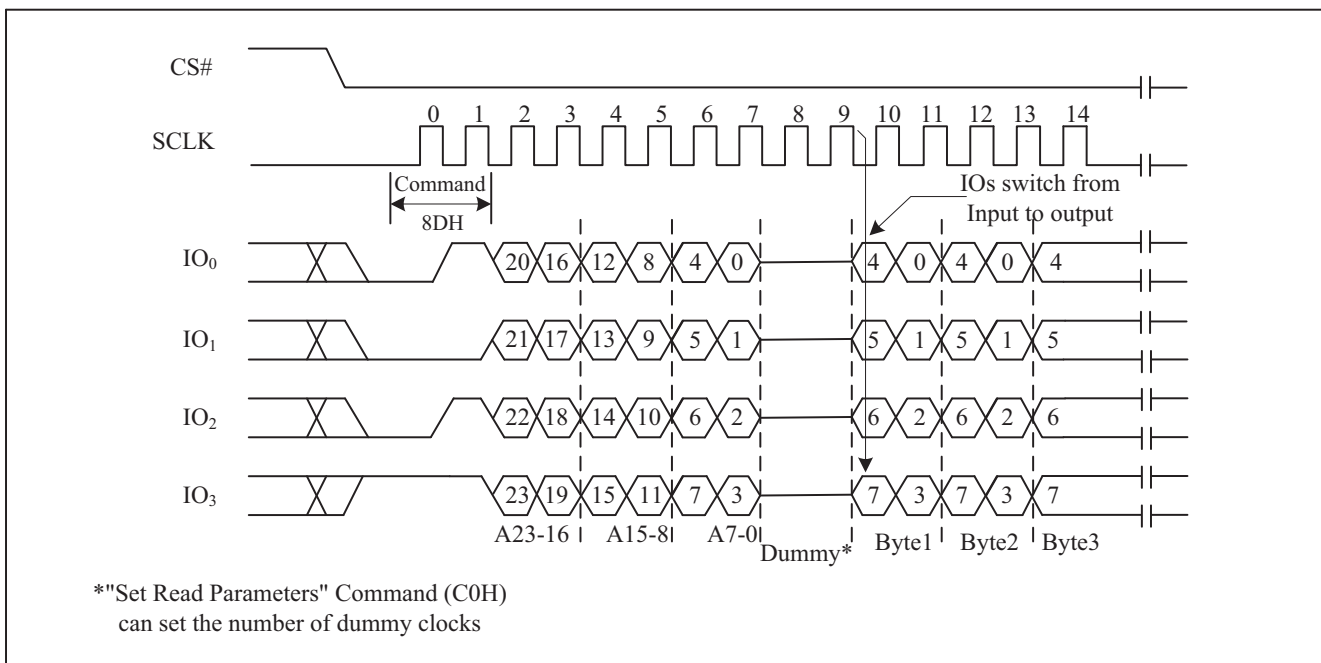 CS#
0 1 2 3 4 5 6 7 8 9 10 11 12 13 14
SCLK
Command
8DH
IOs switch from
Input to output
IO0 20 16 12 8 4 0 4 0 4 0 4
IO1 21 17 13 9 5 1 5 1 5 1 5
IO2 22 18 14 10 6 2 6 2 6 2 6
IO3 23 19 15 11 7 3 7 3 7 3 7
A23-16 A15-8 A7-0 Dummy* Byte1 Byte2 Byte3
*"Set Read Parameters" Command (C0H)
can set the number of dummy clocks